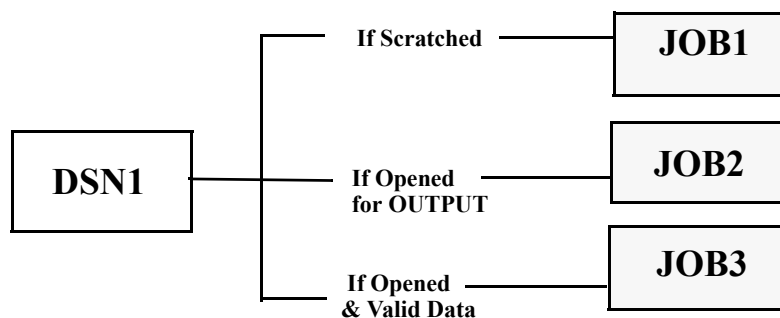 If Scratched
JOB1
DSN1
If Opened
for OUTPUT
JOB2
If Opened
& Valid Data
JOB3